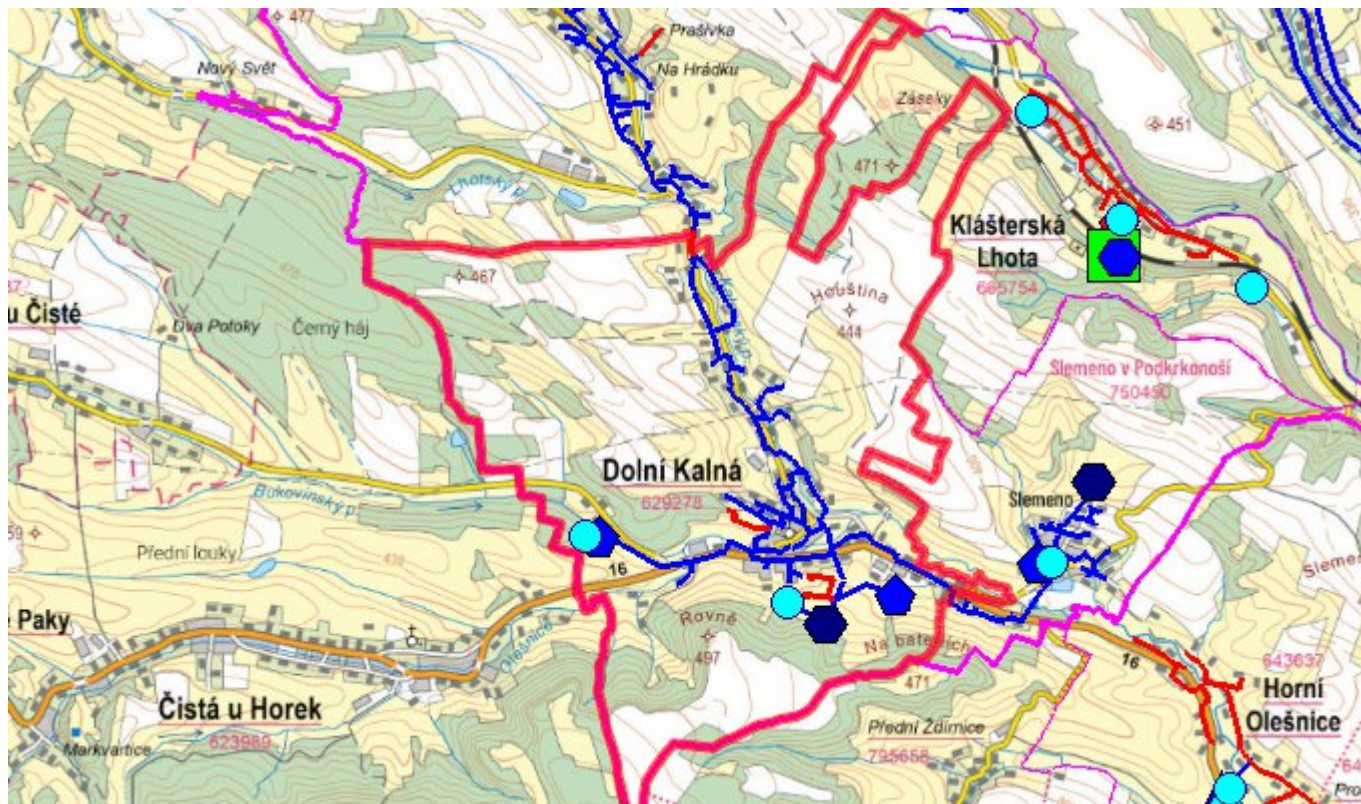 477
Prašivka
Nový Svět
Na Hrádku
Záseky
451
471
Lhotský p.
Klášterská
Lhota
665754
467
Houština
444
u Čisté
Dva Potoky
Černý háj
Slemeno v Podkrkonoší
750450
Dolní Kalná
629278
Slemeno
Bukovinský p.
Přední louky
16
Paky
Rovné
497
Na bateriích
471
Olešnice
16
643637
Horní
Olešnice
Čistá u Horek
623989
Přední Ždírnice
795658
Markvartice